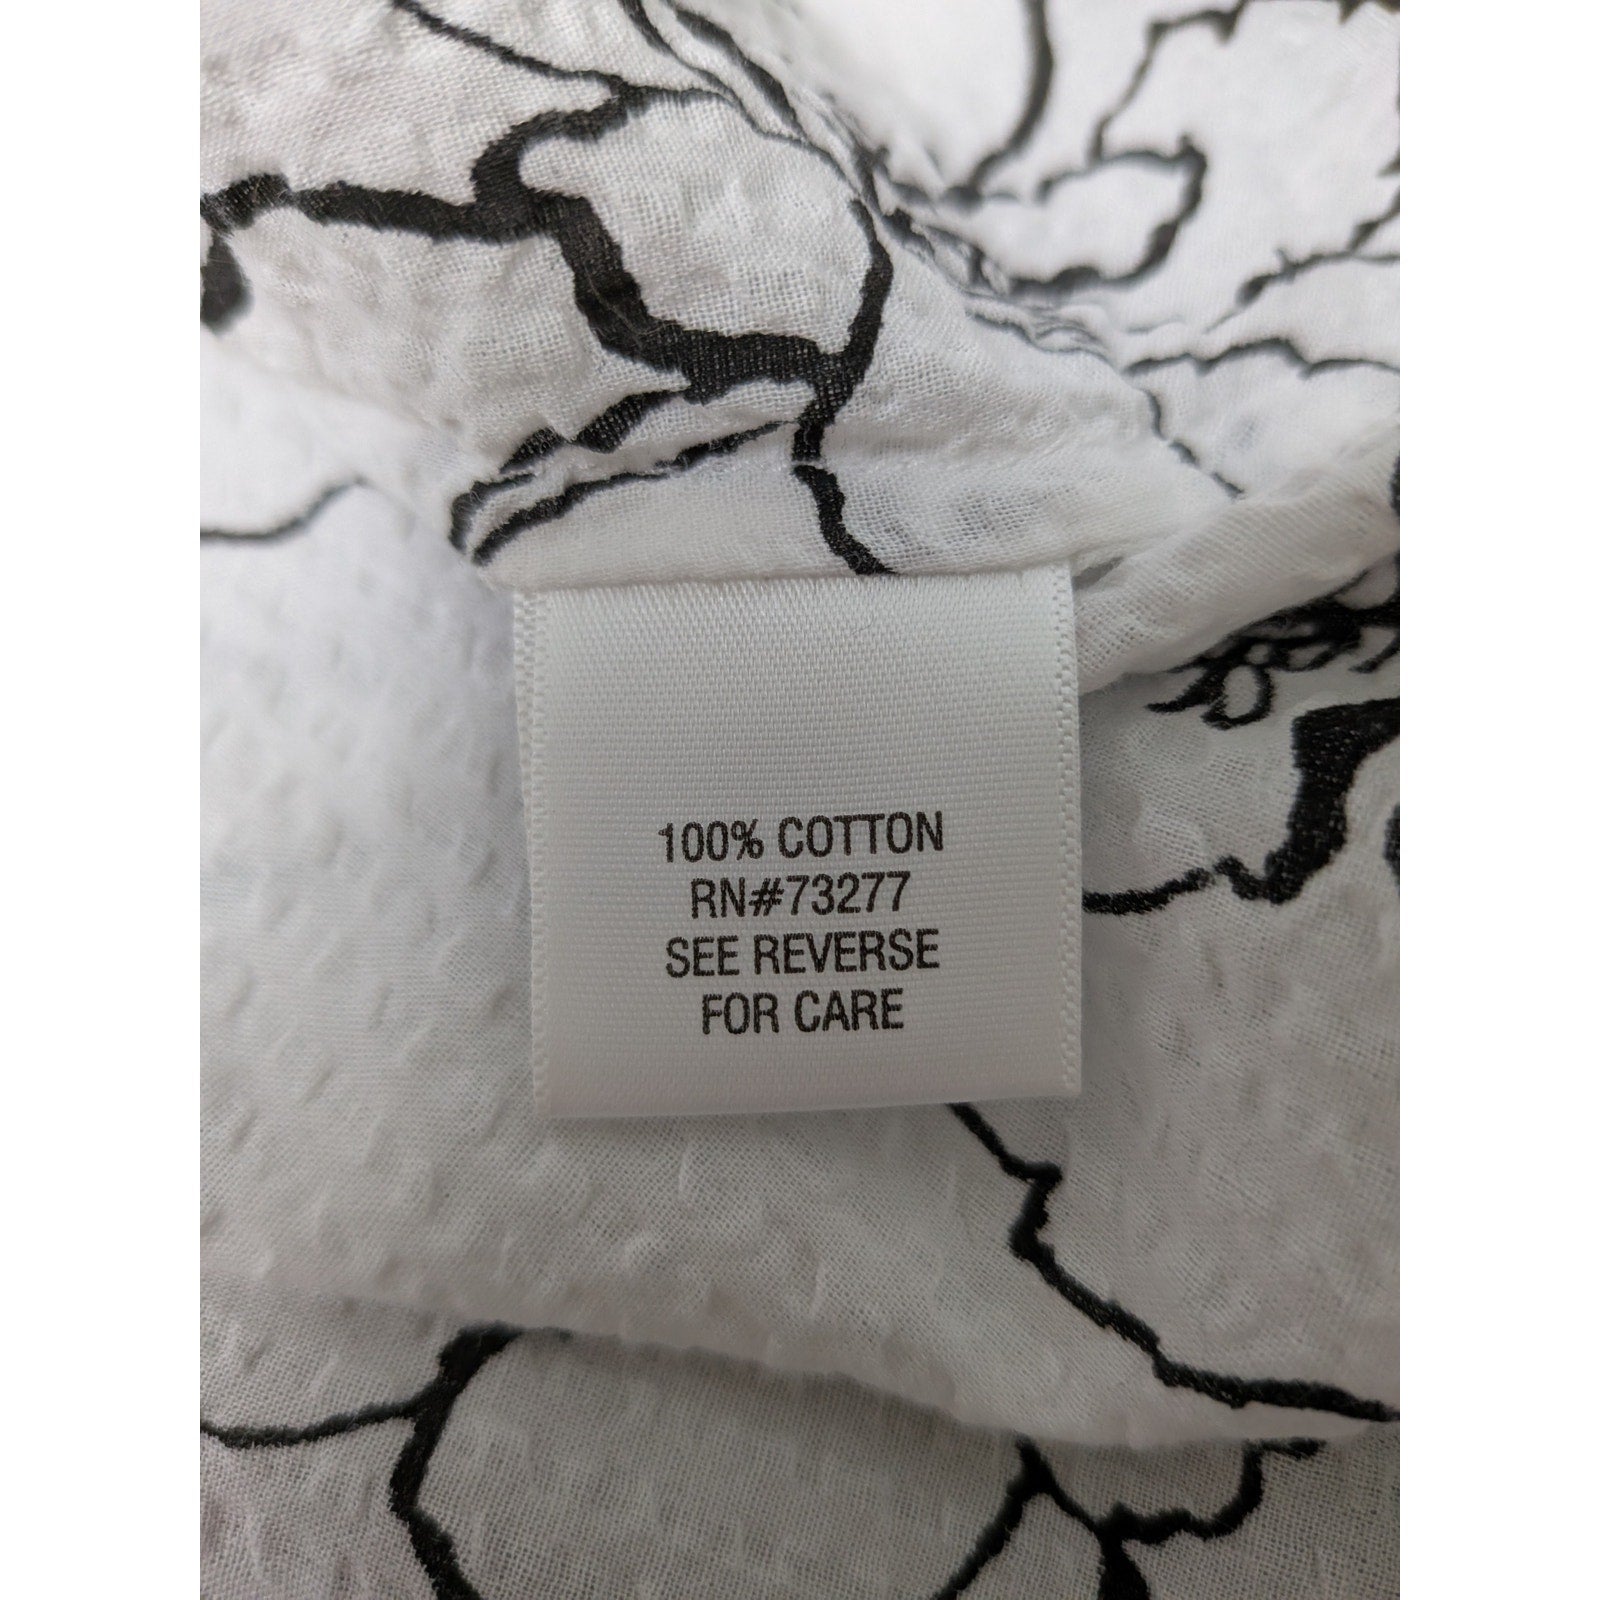 100% COTTON
RN#73277
SEE REVERSE
FOR CARE